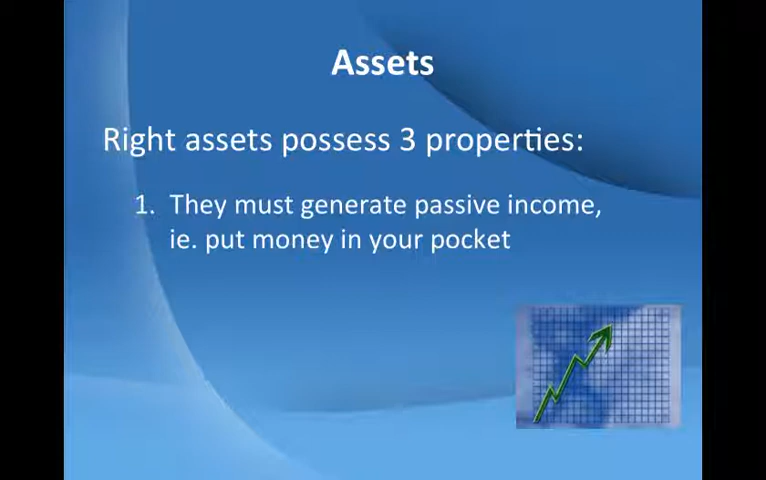 Assets
Right assets possess 3 properties:
1. They must generate passive income,
ie. put money in your pocket